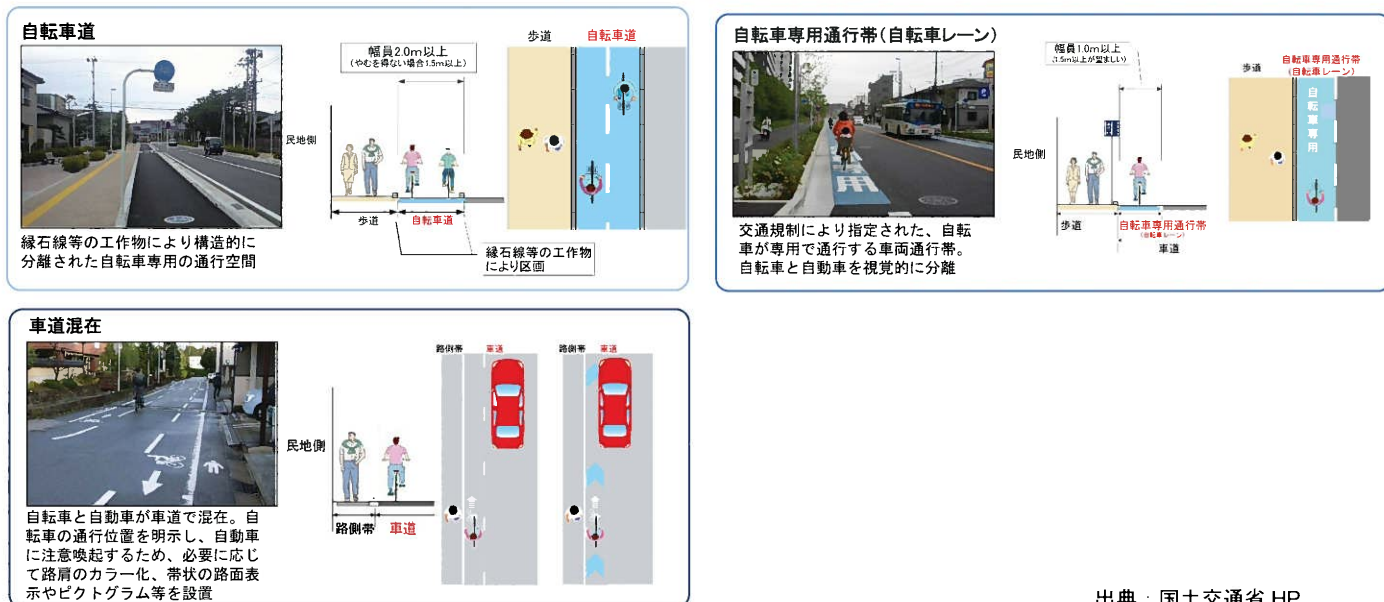 自転車道
幅員2.0m以上
(やむを得ない場合1.5m以上)
歩道
自転車道
民地側
歩道
自転車道
縁石線等の工作物
により区画
縁石線等の工作物により構造的に
分離された自転車専用の通行空間
自転車専用通行帯(自転車レーン)
幅員1.0m以上
(1.5m以上が望ましい)
歩道
自転車専用通行帯
(自転車レーン)
自転車専用
民地側
用
歩道
自転車専用通行帯
(自転車レーン)
車道
交通規制により指定された、自転
車が専用で通行する車両通行帯。
自転車と自動車を視覚的に分離
車道混在
路側帯
車道
路側帯
車道
民地側
路側帯
車道
自転車と自動車が車道で混在。自
転車の通行位置を明示し、自動車
に注意喚起するため、必要に応じ
て路肩のカラー化、帯状の路面表
示やピクトグラム等を設置
出典:国土交通省 HP